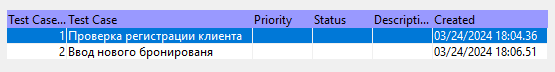 Test Case... Test Case Priority Status Descripti... Created
1 Проверка регистрации клиента 03/24/2024 18:04.36
2 Ввод нового бронированя 03/24/2024 18:06.51